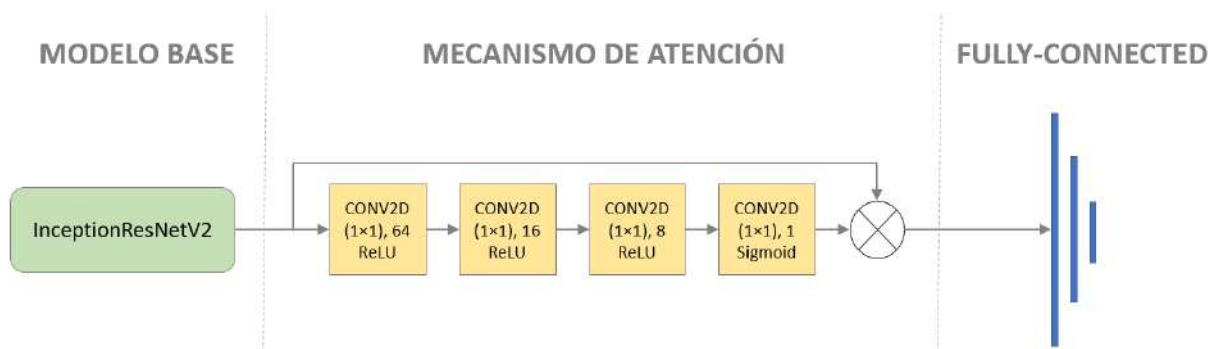 MODELO BASE
MECANISMO DE ATENCIÓN
FULLY-CONNECTED
InceptionResNetV2
CONV2D
(1×1), 64
ReLU
CONV2D
(1×1), 16
ReLU
CONV2D
(1×1), 8
ReLU
CONV2D
(1×1), 1
Sigmoid